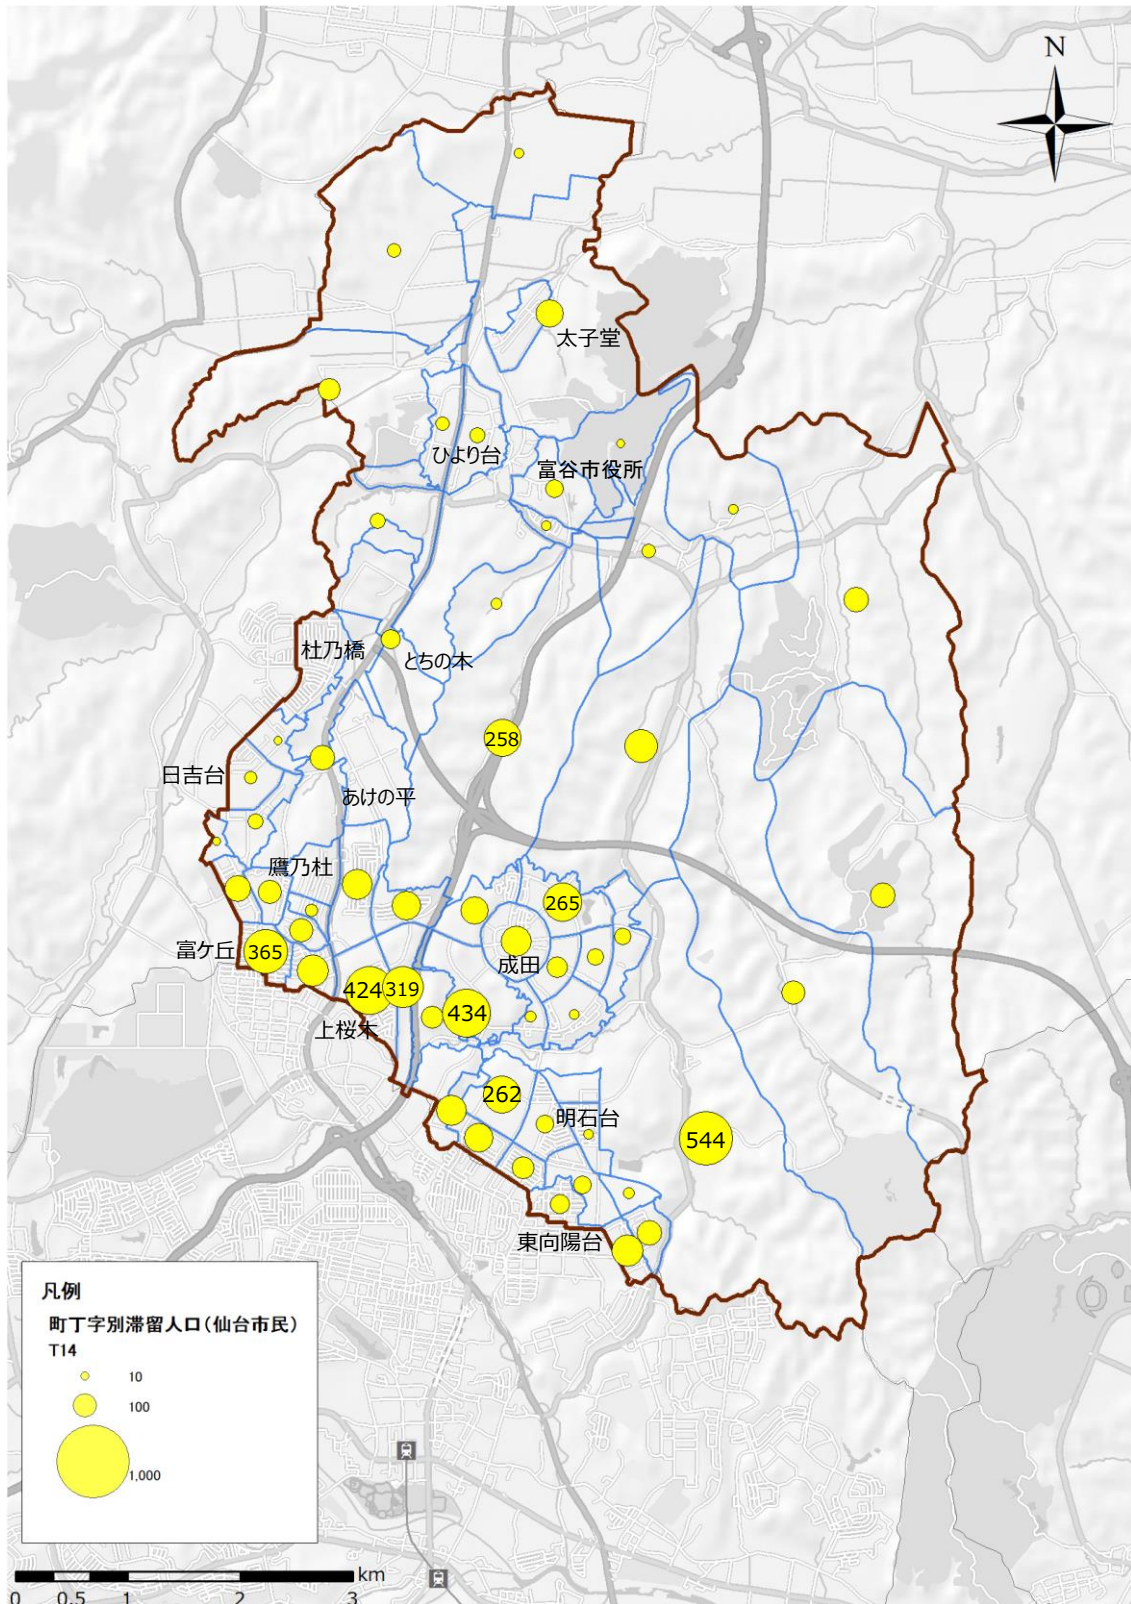 N
太子堂
ひより台
富谷市役所
杜乃橋
とちの木
258
日吉台
あけの平
鷹乃杜
265
富ケ丘
365
成田
424
319
434
上桜木
262
明石台
544
東向陽台
凡例
町丁字別滞留人口(仙台市民)
T14
10
100
1,000
0 0.5 1 2 3 km